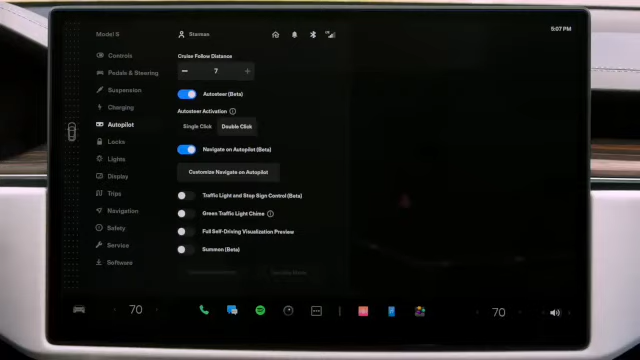 Model S
Starman
5:07 PM
Controls
Pedals & Steering
Suspension
Charging
Autopilot
Locks
Lights
Display
Trips
Navigation
Safety
Service
Software
Cruise Follow Distance
7
Autosteer (Beta)
Autosteer Activation
Single Click
Double Click
Navigate on Autopilot (Beta)
Customize Navigate on Autopilot
Traffic Light and Stop Sign Control (Beta)
Green Traffic Light Chime
Full Self-Driving Visualization Preview
Summon (Beta)
70
70